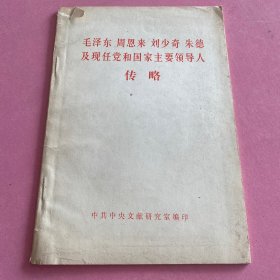 毛泽东 周恩来 刘少奇 朱德
及现任党和国家主要领导人
传略
中共中央文献研究室编印